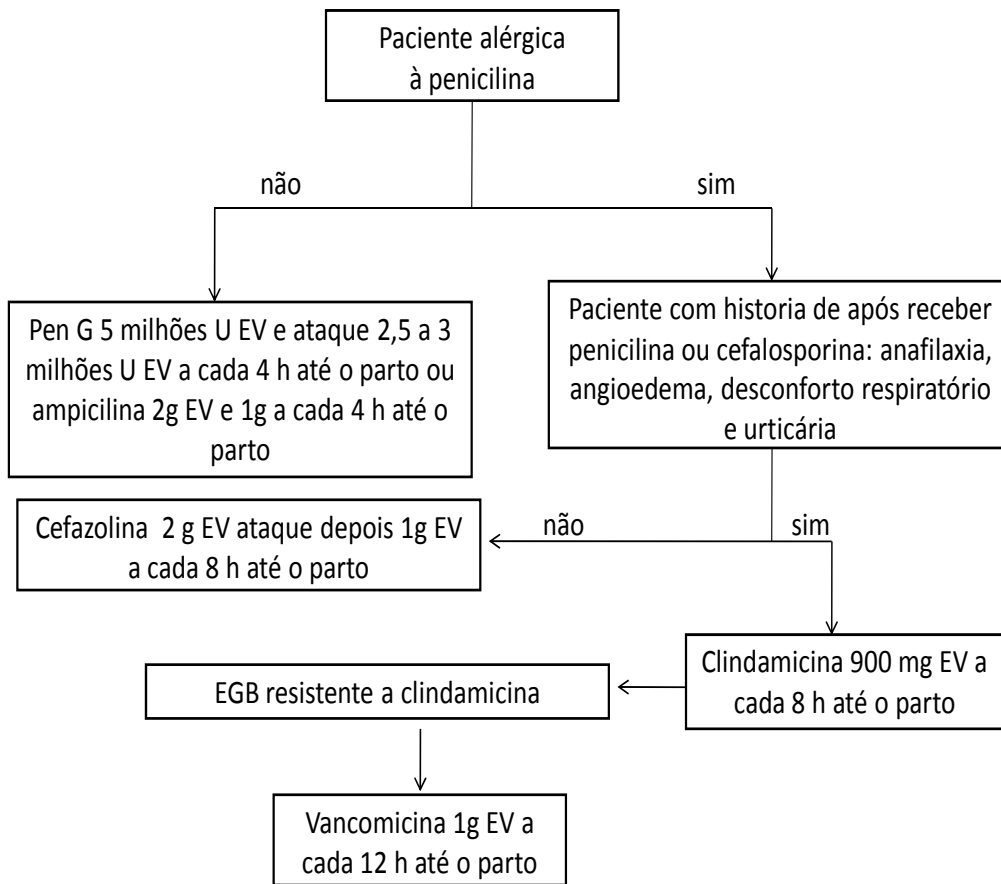 Paciente alérgica
à penicilina
não
sim
Pen G 5 milhões U EV e ataque 2,5 a 3
milhões U EV a cada 4 h até o parto ou
ampicilina 2g EV e 1g a cada 4 h até o
parto
Paciente com historia de após receber
penicilina ou cefalosporina: anafilaxia,
angioedema, desconforto respiratório
e urticária
não
sim
Cefazolina 2 g EV ataque depois 1g EV
a cada 8 h até o parto
Clindamicina 900 mg EV a
cada 8 h até o parto
EGB resistente a clindamicina
Vancomicina 1g EV a
cada 12 h até o parto